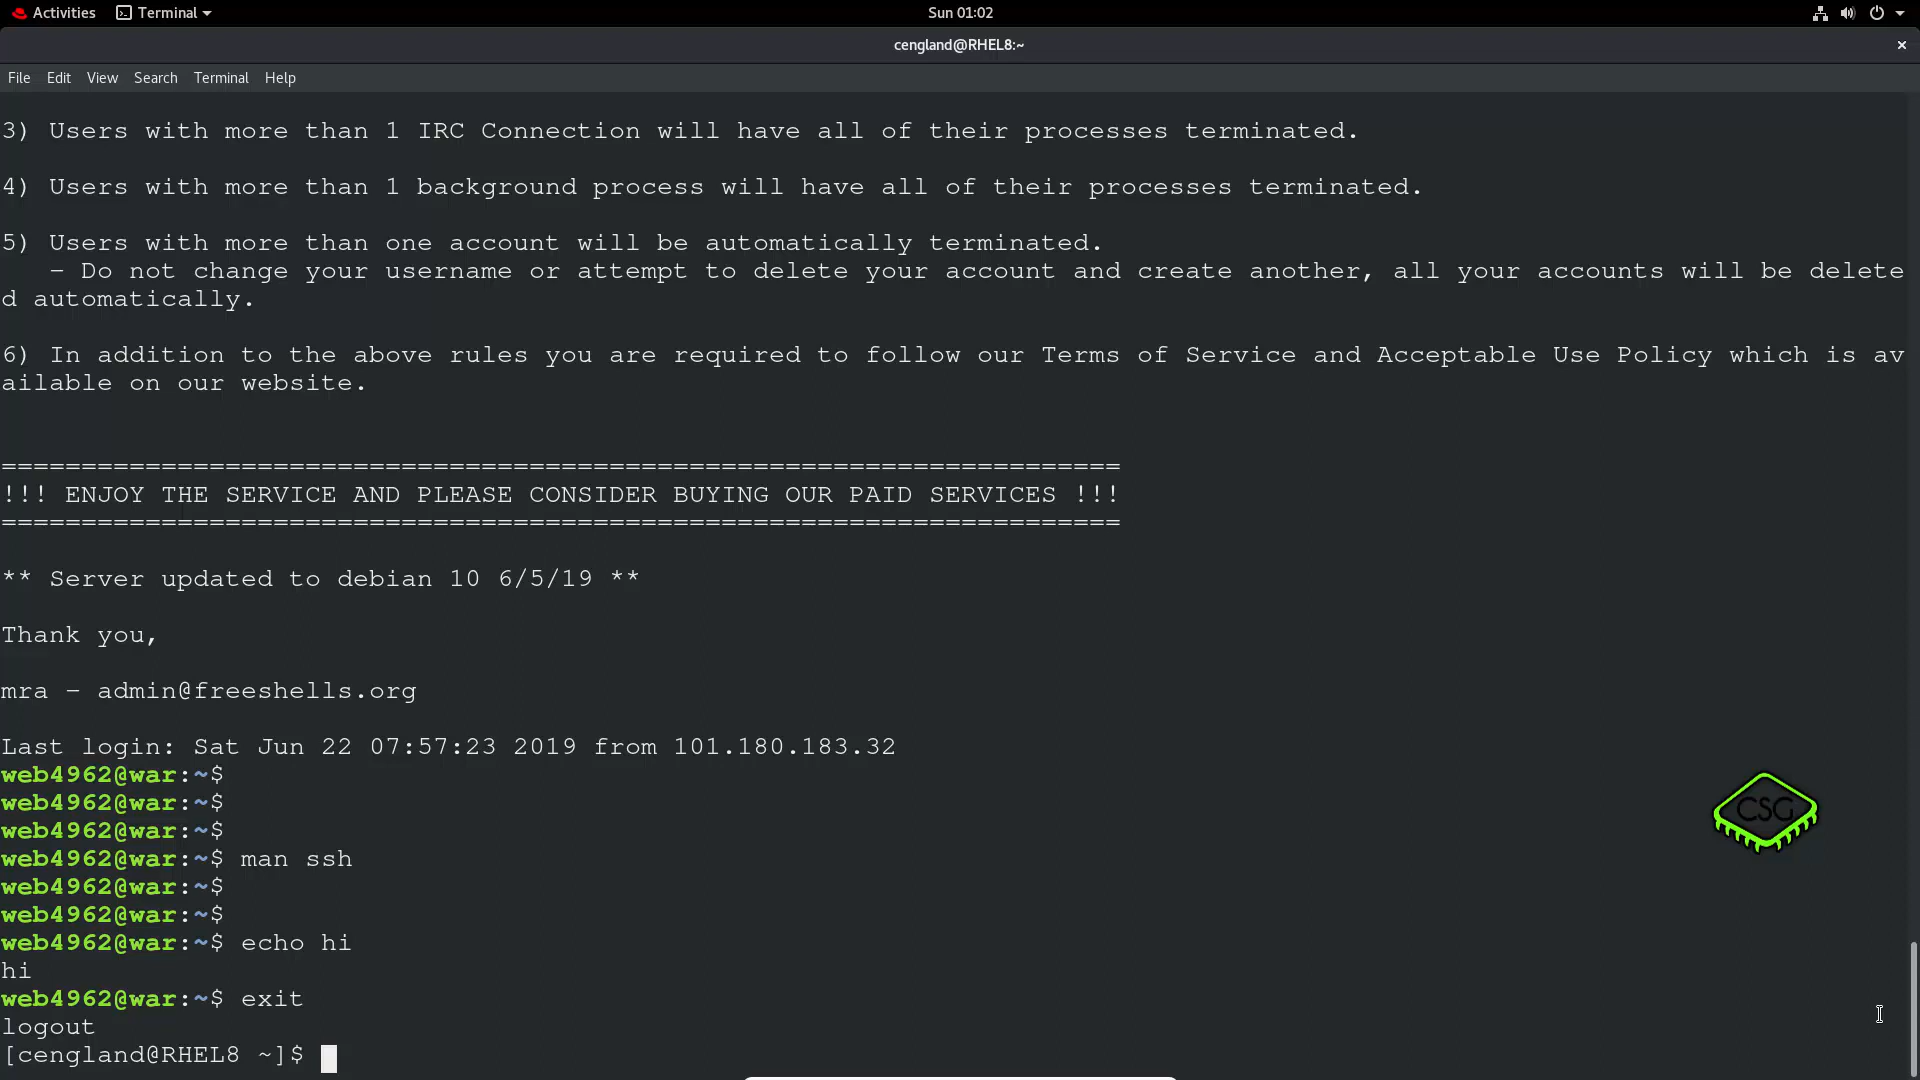 Activities Terminal Sun 01:02
cengland@RHEL8:~
File Edit View Search Terminal Help
3) Users with more than 1 IRC Connection will have all of their processes terminated.
4) Users with more than 1 background process will have all of their processes terminated.
5) Users with more than one account will be automatically terminated.
– Do not change your username or attempt to delete your account and create another, all your accounts will be delete
d automatically.
6) In addition to the above rules you are required to follow our Terms of Service and Acceptable Use Policy which is av
ailable on our website.
======================================================================
!!! ENJOY THE SERVICE AND PLEASE CONSIDER BUYING OUR PAID SERVICES !!!
======================================================================
** Server updated to debian 10 6/5/19 **
Thank you,
mra – admin@freeshells.org
Last login: Sat Jun 22 07:57:23 2019 from 101.180.183.32
web4962@war:~$
web4962@war:~$
web4962@war:~$
web4962@war:~$ man ssh
web4962@war:~$
web4962@war:~$
web4962@war:~$ echo hi
hi
web4962@war:~$ exit
logout
[cengland@RHEL8 ~]$
CSG